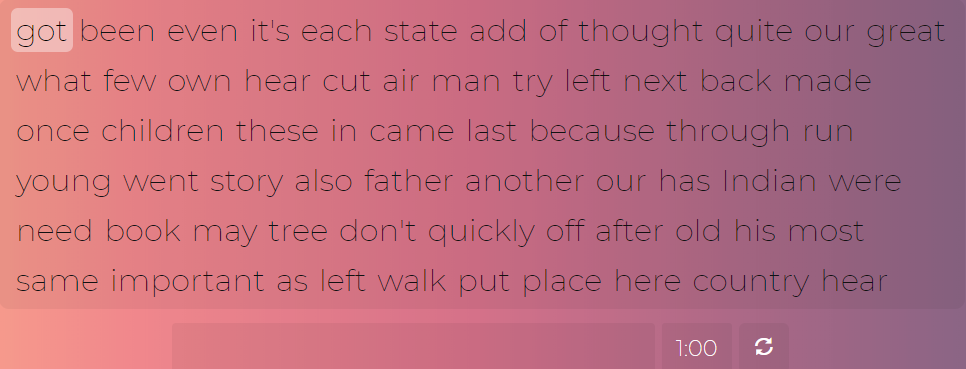 got been even it's each state add of thought quite our great
what few own hear cut air man try left next back made
once children these in came last because through run
young went story also father another our has Indian were
need book may tree don't quickly off after old his most
same important as left walk put place here country hear
1:00